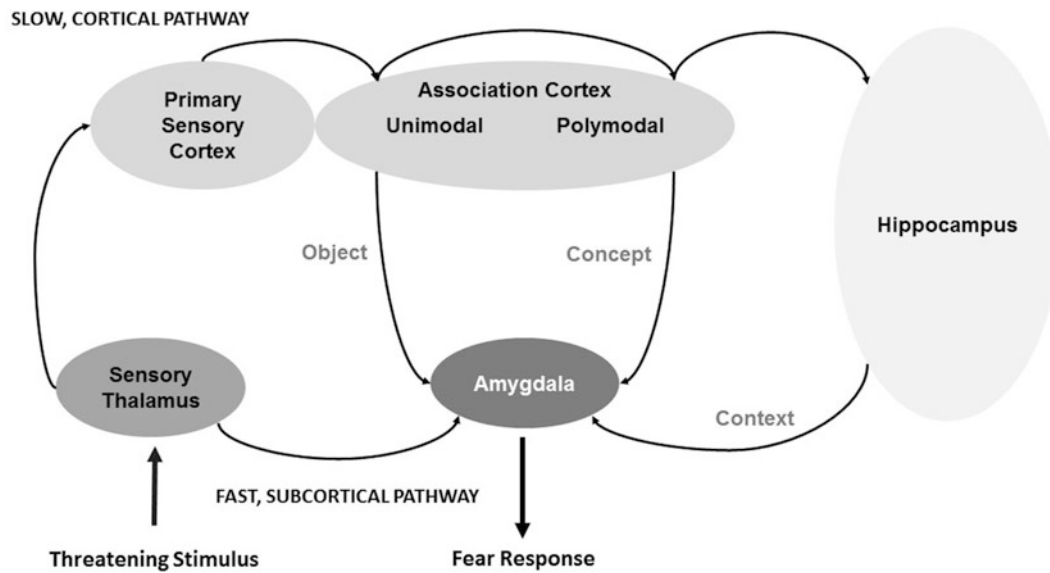 SLOW, CORTICAL PATHWAY
Primary
Sensory
Cortex
Association Cortex
Unimodal Polymodal
Hippocampus
Object
Concept
Sensory
Thalamus
Amygdala
Context
FAST, SUBCORTICAL PATHWAY
Threatening Stimulus
Fear Response